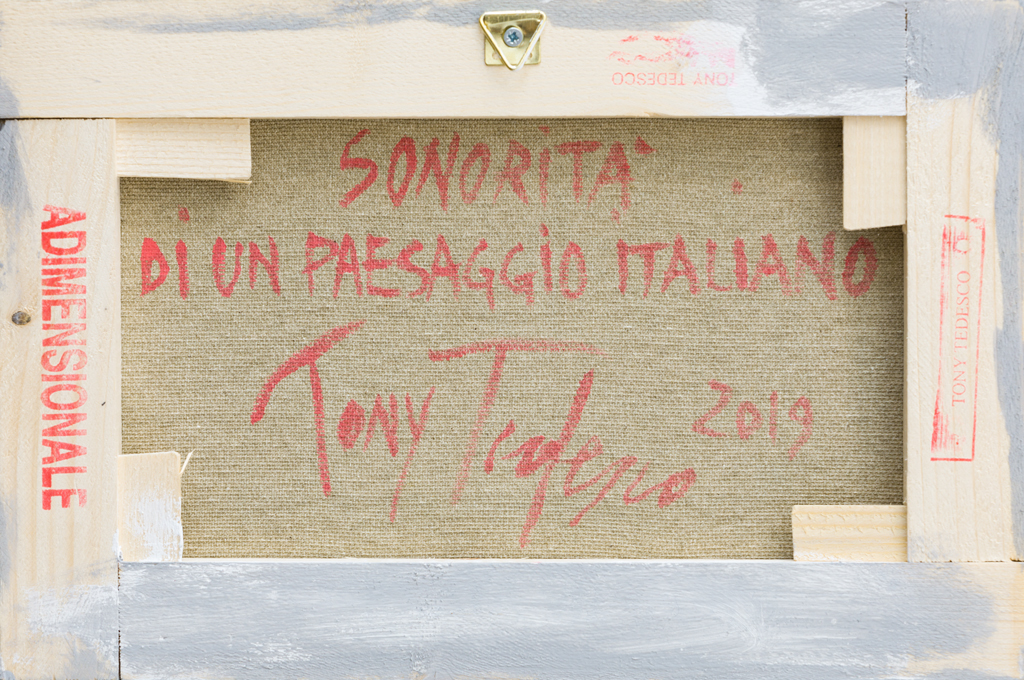 TONY TEDESCO
SONORITÀ
DI UN PAESAGGIO ITALIANO
Tony Tedesco 2019
ADIMENSIONALE
TONY TEDESCO